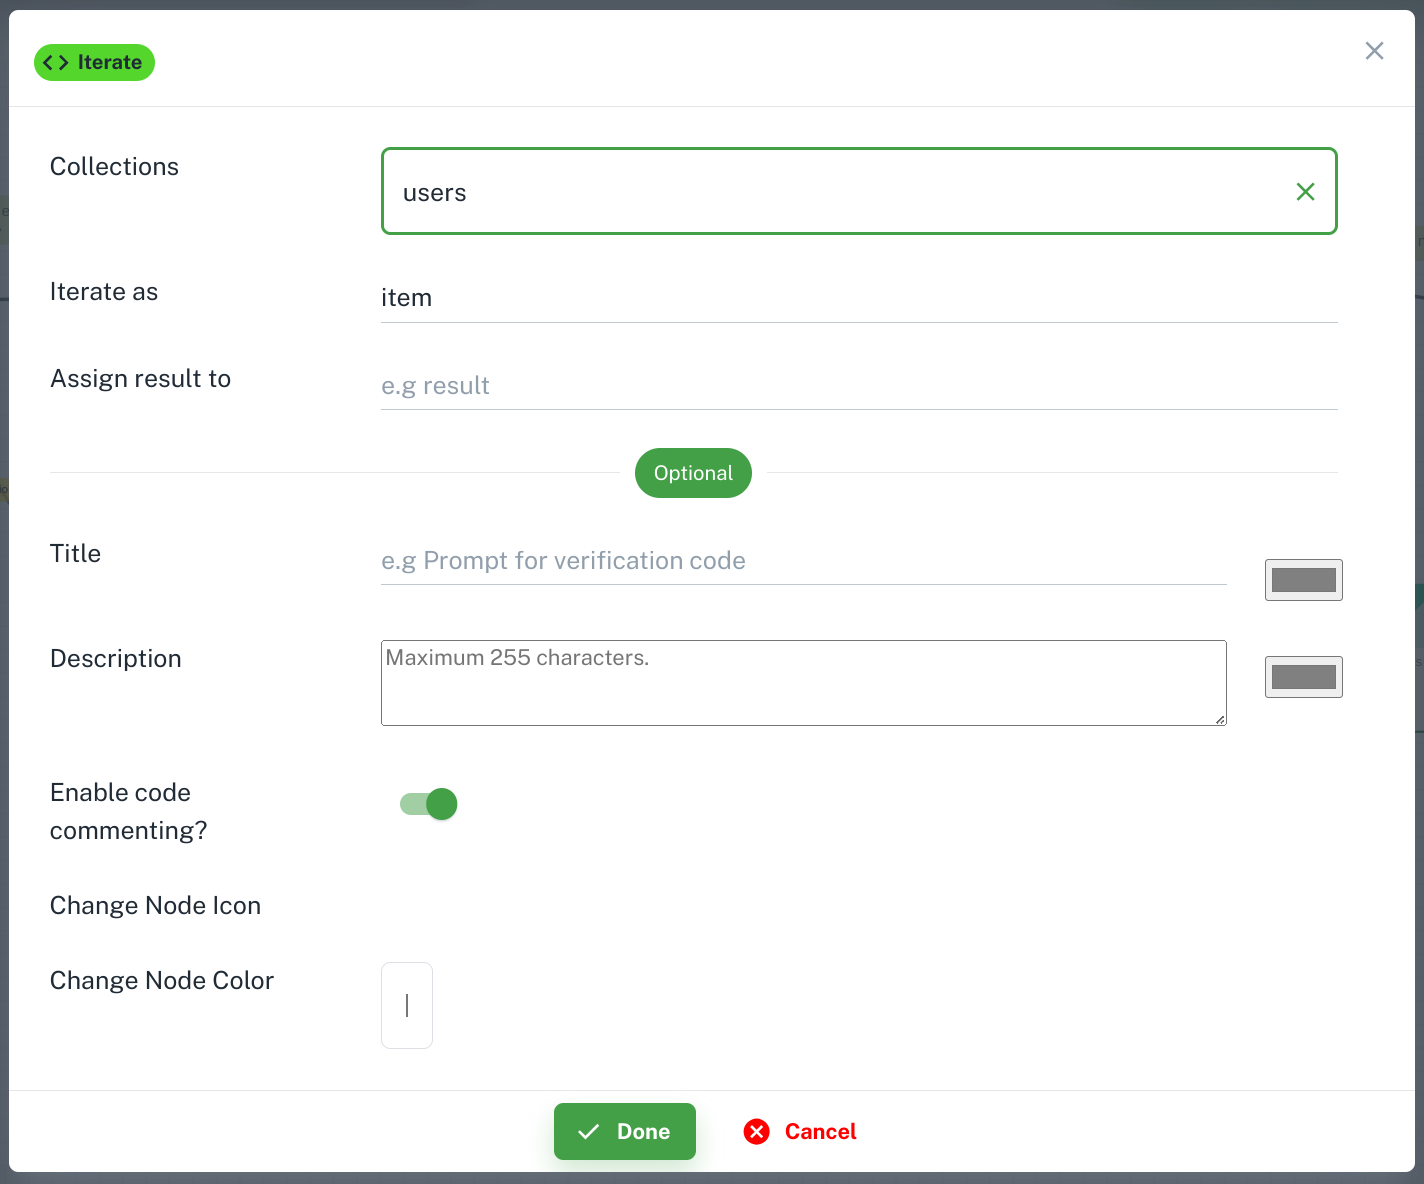 Iterate
Collections
users
Iterate as
item
Assign result to
e.g result
Optional
Title
e.g Prompt for verification code
Description
Maximum 255 characters.
Enable code
commenting?
Change Node Icon
Change Node Color
Done
Cancel